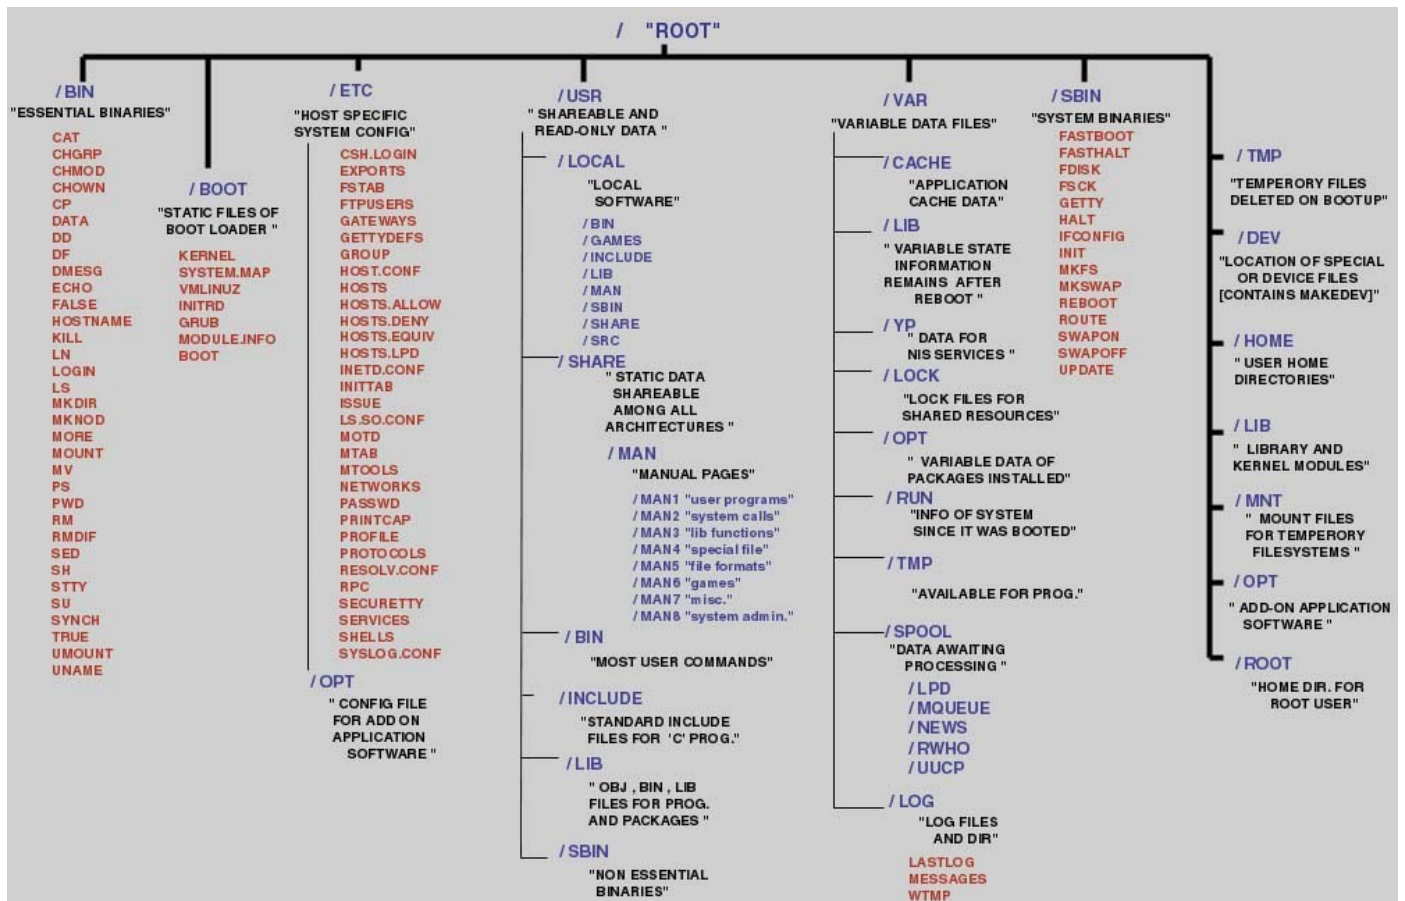 / "ROOT"
/BIN
"ESSENTIAL BINARIES"
CAT
CHGRP
CHMOD
CHOWN
CP
DATA
DD
DF
DMESG
ECHO
FALSE
HOSTNAME
KILL
LN
LOGIN
LS
MKDIR
MKNOD
MORE
MOUNT
MV
PS
PWD
RM
RMDIF
SED
SH
STTY
SU
SYNCH
TRUE
UMOUNT
UNAME
/BOOT
"STATIC FILES OF
BOOT LOADER "
KERNEL
SYSTEM.MAP
VMLINUZ
INITRD
GRUB
MODULE.INFO
BOOT
/ETC
"HOST SPECIFIC
SYSTEM CONFIG"
CSH.LOGIN
EXPORTS
FSTAB
FTPUSERS
GATEWAYS
GETTYDEFS
GROUP
HOST.CONF
HOSTS
HOSTS.ALLOW
HOSTS.DENY
HOSTS.EQUIV
HOSTS.LPD
INETD.CONF
INITTAB
ISSUE
LS.SO.CONF
MOTD
MTAB
MTOOLS
NETWORKS
PASSWD
PRINTCAP
PROFILE
PROTOCOLS
RESOLV.CONF
RPC
SECURETTY
SERVICES
SHELLS
SYSLOG.CONF
/OPT
" CONFIG FILE
FOR ADD ON
APPLICATION
SOFTWARE "
/USR
" SHAREABLE AND
READ-ONLY DATA "
/LOCAL
"LOCAL
SOFTWARE"
/BIN
/GAMES
/INCLUDE
/LIB
/MAN
/SBIN
/SHARE
/SRC
/SHARE
" STATIC DATA
SHAREABLE
AMONG ALL
ARCHITECTURES "
/MAN
"MANUAL PAGES"
/MAN1 "user programs"
/MAN2 "system calls"
/MAN3 "lib functions"
/MAN4 "special file"
/MAN5 "file formats"
/MAN6 "games"
/MAN7 "misc."
/MAN8 "system admin."
/BIN
"MOST USER COMMANDS"
/INCLUDE
"STANDARD INCLUDE
FILES FOR 'C' PROG."
/LIB
" OBJ , BIN , LIB
FILES FOR PROG.
AND PACKAGES "
/SBIN
"NON ESSENTIAL
BINARIES"
/VAR
"VARIABLE DATA FILES"
/CACHE
"APPLICATION
CACHE DATA"
/LIB
" VARIABLE STATE
INFORMATION
REMAINS AFTER
REBOOT "
/YP
" DATA FOR
NIS SERVICES "
/LOCK
"LOCK FILES FOR
SHARED RESOURCES"
/OPT
" VARIABLE DATA OF
PACKAGES INSTALLED"
/RUN
"INFO OF SYSTEM
SINCE IT WAS BOOTED"
/TMP
"AVAILABLE FOR PROG."
/SPOOL
"DATA AWAITING
PROCESSING "
/LPD
/MQUEUE
/NEWS
/RWHO
/UUCP
/LOG
"LOG FILES
AND DIR"
LASTLOG
MESSAGES
WTMP
/SBIN
"SYSTEM BINARIES"
FASTBOOT
FASTHALT
FDISK
FSCK
GETTY
HALT
IFCONFIG
INIT
MKFS
MKSWAP
REBOOT
ROUTE
SWAPON
SWAPOFF
UPDATE
/TMP
"TEMPERORY FILES
DELETED ON BOOTUP"
/DEV
"LOCATION OF SPECIAL
OR DEVICE FILES
[CONTAINS MAKEDEV]"
/HOME
" USER HOME
DIRECTORIES"
/LIB
" LIBRARY AND
KERNEL MODULES"
/MNT
" MOUNT FILES
FOR TEMPERORY
FILESYSTEMS "
/OPT
" ADD-ON APPLICATION
SOFTWARE "
/ROOT
"HOME DIR. FOR
ROOT USER"